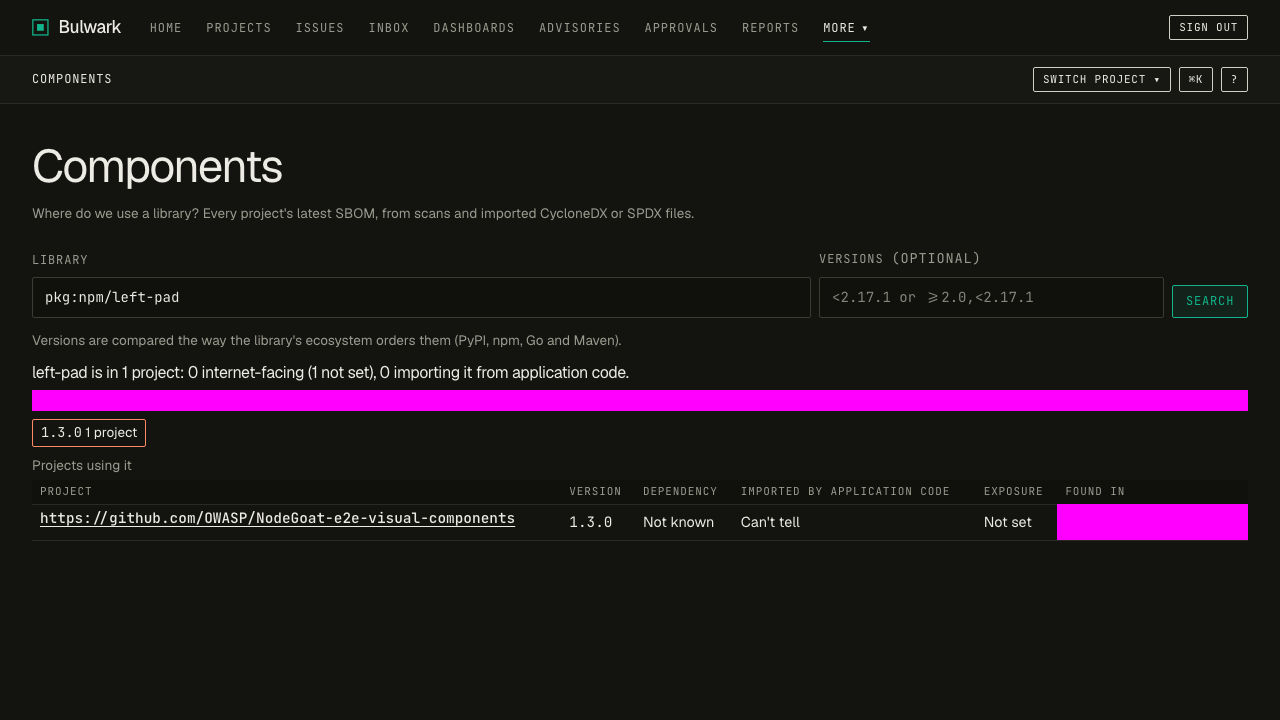 Bulwark HOME PROJECTS ISSUES INBOX DASHBOARDS ADVISORIES APPROVALS REPORTS MORE ▾ SIGN OUT
COMPONENTS SWITCH PROJECT ▾ ⌘K ?
Components
Where do we use a library? Every project's latest SBOM, from scans and imported CycloneDX or SPDX files.
LIBRARY VERSIONS (OPTIONAL)
pkg:npm/left-pad <2.17.1 or >=2.0,<2.17.1 SEARCH
Versions are compared the way the library's ecosystem orders them (PyPI, npm, Go and Maven).
left-pad is in 1 project: 0 internet-facing (1 not set), 0 importing it from application code.
1.3.0 1 project
Projects using it
PROJECT VERSION DEPENDENCY IMPORTED BY APPLICATION CODE EXPOSURE FOUND IN
https://github.com/OWASP/NodeGoat-e2e-visual-components 1.3.0 Not known Can't tell Not set